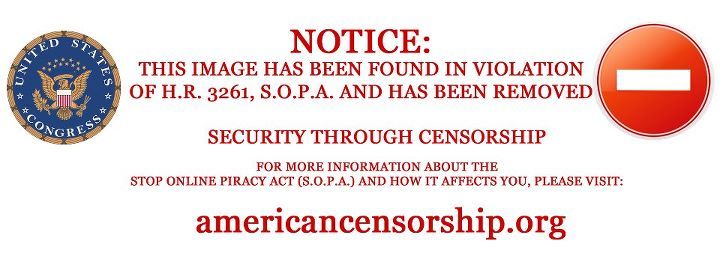 UNITED STATES
CONGRESS
NOTICE:
THIS IMAGE HAS BEEN FOUND IN VIOLATION
OF H.R. 3261, S.O.P.A. AND HAS BEEN REMOVED
SECURITY THROUGH CENSORSHIP
FOR MORE INFORMATION ABOUT THE
STOP ONLINE PIRACY ACT (S.O.P.A.) AND HOW IT AFFECTS YOU, PLEASE VISIT:
americancensorship.org